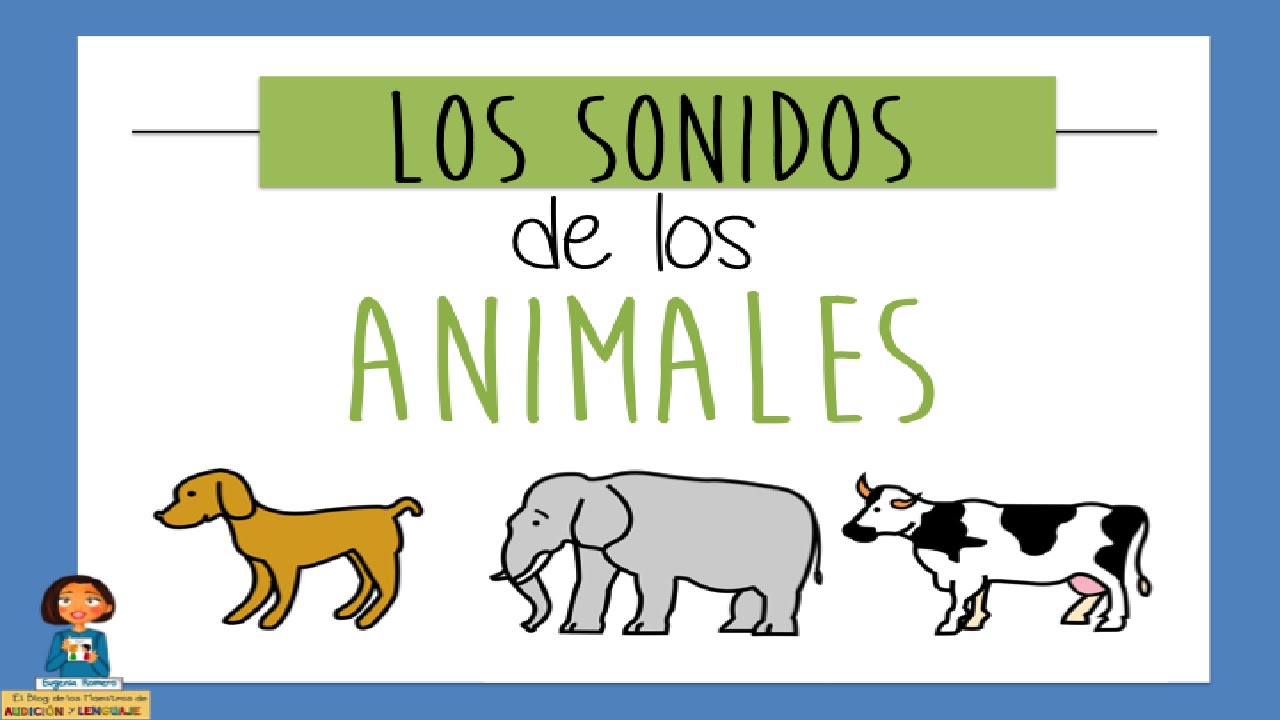 LOS SONIDOS
de los
ANIMALES
Eugenia Romero
El Blog de los Maestros de
AUDICIÓN y LENGUAJE